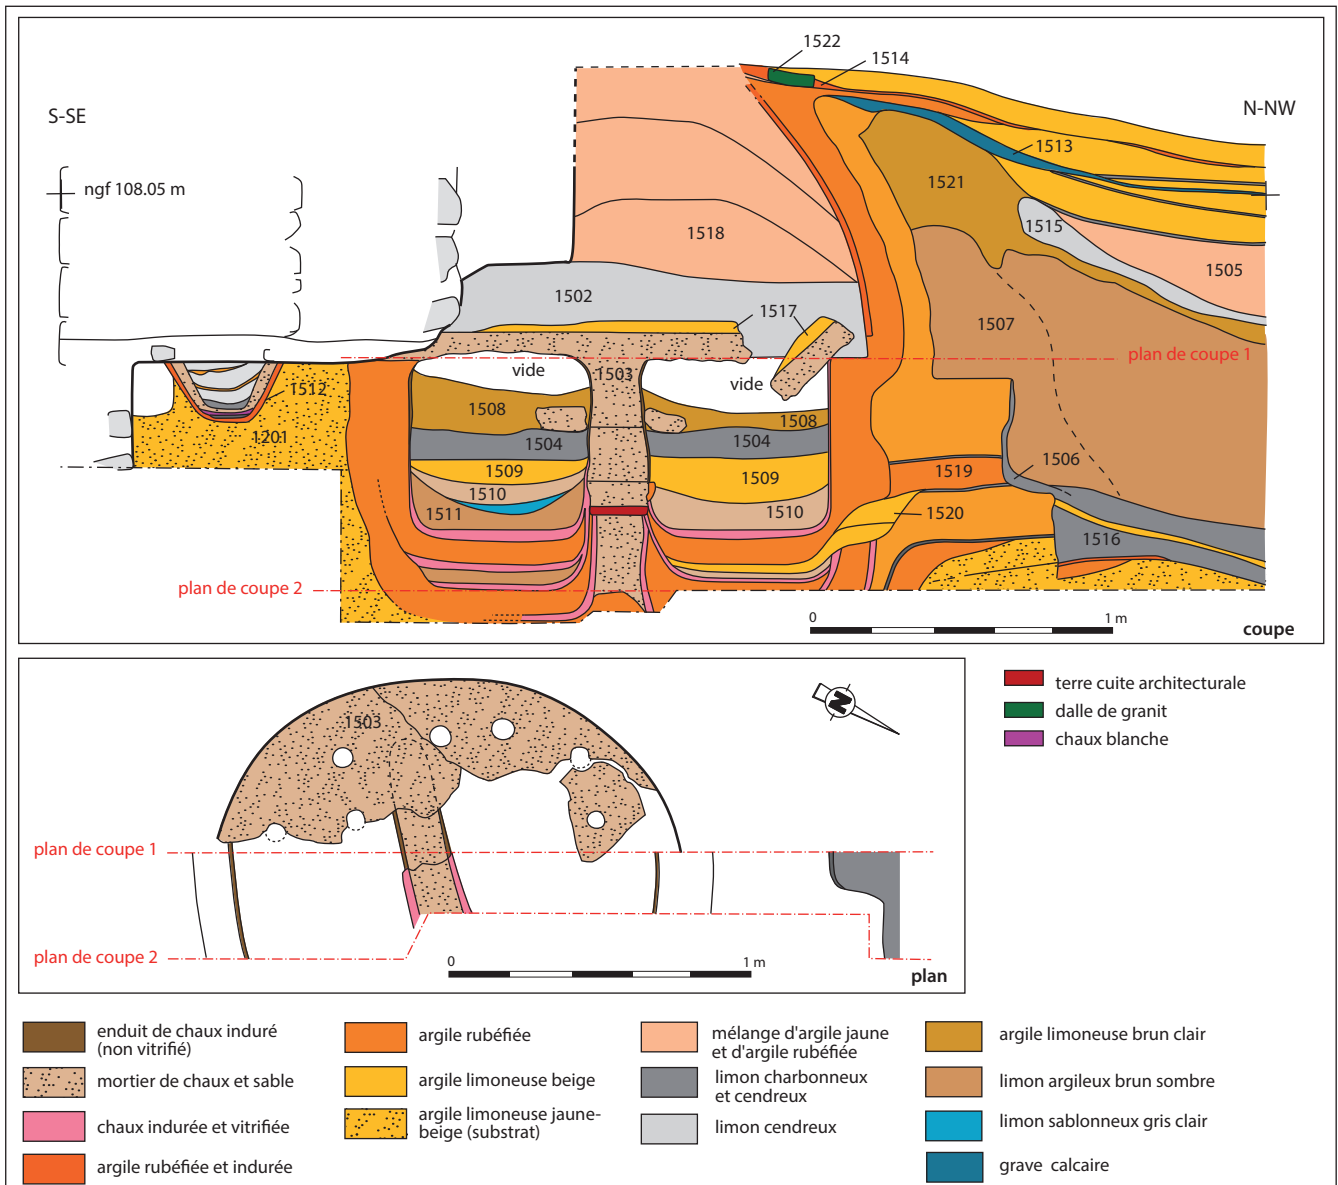 1522
1514
S-SE
N-NW
ngf 108.05 m
1513
1521
1515
1518
1505
1502
1517
1507
plan de coupe 1
vide
1503
vide
1512
1508
1508
1201
1504
1504
1506
1509
1519
1509
1510
1511
1510
1520
1516
plan de coupe 2
0
1 m
coupe
terre cuite architecturale
dalle de granit
chaux blanche
N
1503
plan de coupe 1
plan de coupe 2
0
1 m
plan
enduit de chaux induré
(non vitrifié)
mortier de chaux et sable
chaux indurée et vitrifiée
argile rubéfiée et indurée
argile rubéfiée
argile limoneuse beige
argile limoneuse jaune-
beige (substrat)
mélange d'argile jaune
et d'argile rubéfiée
limon charbonneux
et cendreux
limon cendreux
argile limoneuse brun clair
limon argileux brun sombre
limon sablonneux gris clair
grave calcaire